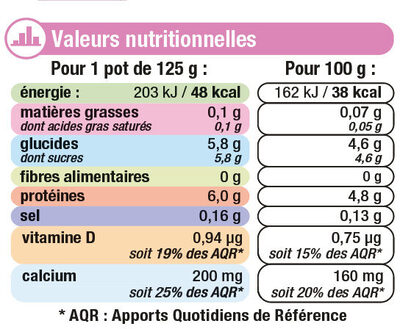 Valeurs nutritionnelles
Pour 1 pot de 125 g : Pour 100 g :
énergie : 203 kJ / 48 kcal 162 kJ / 38 kcal
matières grasses 0,1 g 0,07 g
dont acides gras saturés 0,1 g 0,05 g
glucides 5,8 g 4,6 g
dont sucres 5,8 g 4,6 g
fibres alimentaires 0 g 0 g
protéines 6,0 g 4,8 g
sel 0,16 g 0,13 g
vitamine D 0,94 µg 0,75 µg
soit 19% des AQR* soit 15% des AQR*
calcium 200 mg 160 mg
soit 25% des AQR* soit 20% des AQR*
* AQR : Apports Quotidiens de Référence